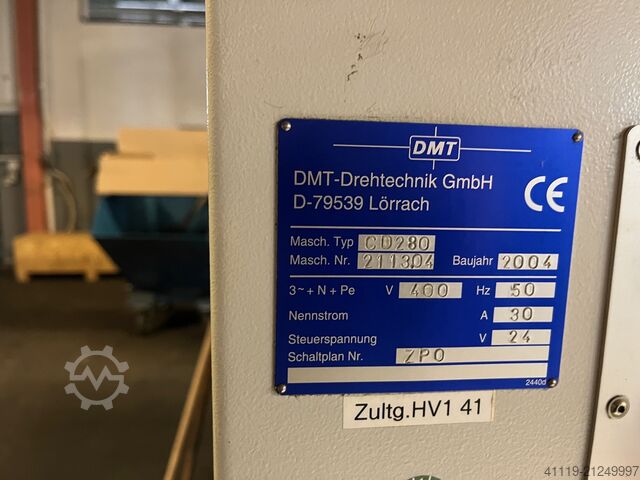 DMT
DMT-Drehtechnik GmbH
D-79539 Lörrach
CE
Masch. Typ CD280
Masch. Nr. 211304 Baujahr 2004
3~ + N + Pe V 400 Hz 50
Nennstrom A 30
Steuerspannung V 24
Schaltplan Nr. ZPO
2440d
Zultg.HV1 41
41119-21249997